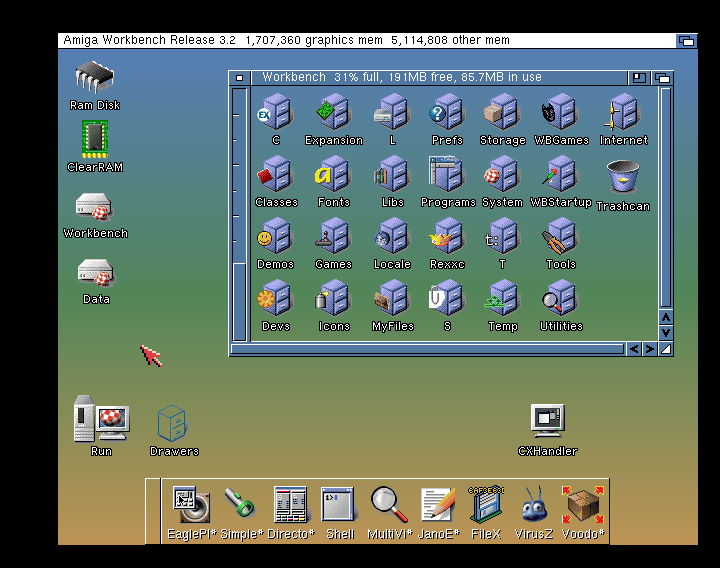 Amiga Workbench Release 3.2 1,707,360 graphics mem 5,114,808 other mem
Ram Disk
ClearRAM
Workbench
Data
Workbench 31% full, 191MB free, 85.7MB in use
C Expansion L Prefs Storage WBGames Internet
Classes Fonts Libs Programs System WBStartup Trashcan
Demos Games Locale Rexxc T Tools
Devs Icons MyFiles S Temp Utilities
Run Drawers CXHandler
EaglePl* Simple* Directo* Shell MultiVi* JanoE* FileX VirusZ Voodo*